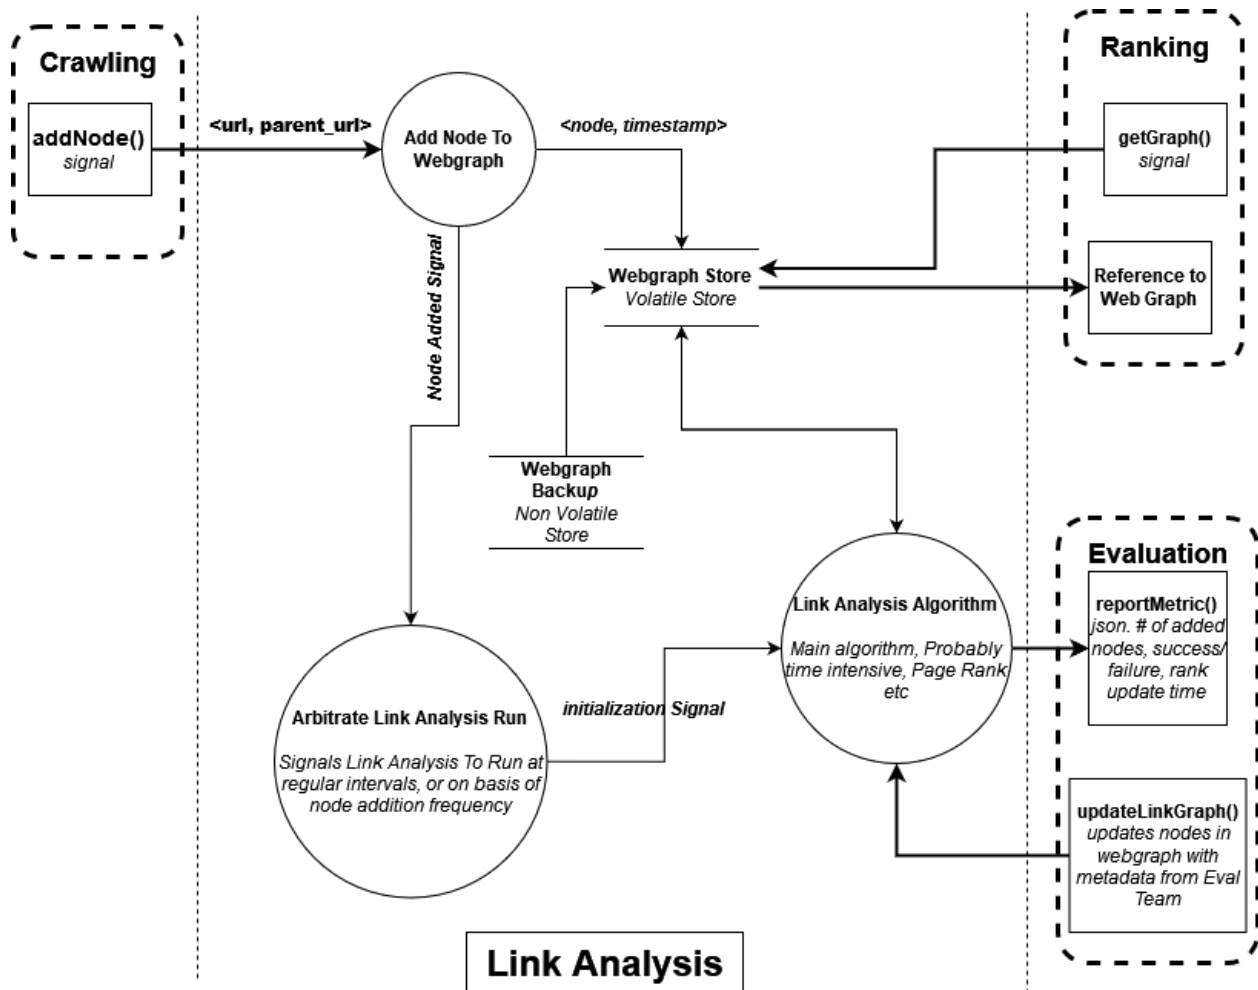 Crawling
addNode()
signal
<url, parent_url>
Add Node To
Webgraph
<node, timestamp>
Ranking
getGraph()
signal
Reference to
Web Graph
Node Added Signal
Webgraph Store
Volatile Store
Webgraph
Backup
Non Volatile
Store
Arbitrate Link Analysis Run
Signals Link Analysis To Run at
regular intervals, or on basis of
node addition frequency
initialization Signal
Link Analysis Algorithm
Main algorithm, Probably
time intensive, Page Rank
etc
Evaluation
reportMetric()
json. # of added
nodes, success/
failure, rank
update time
updateLinkGraph()
updates nodes in
webgraph with
metadata from Eval
Team
Link Analysis